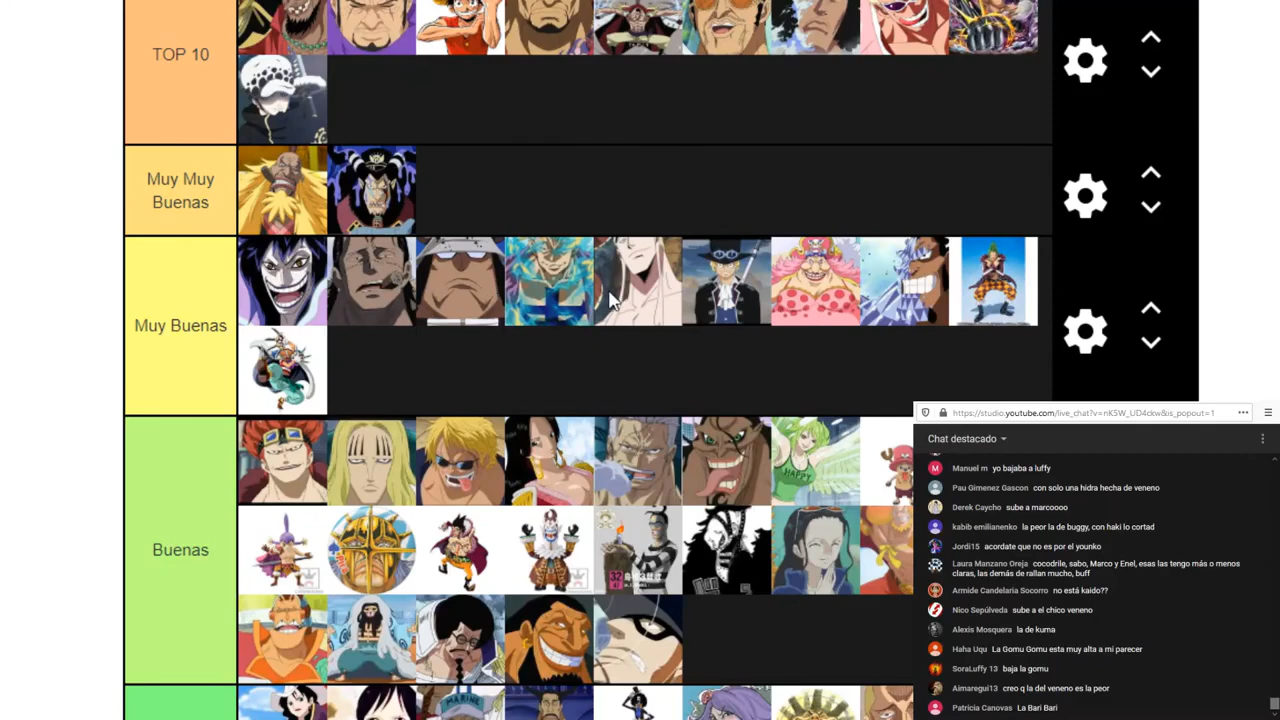 TOP 10
Muy Muy
Buenas
Muy Buenas
Buenas
https://studio.youtube.com/live_chat?v=nKSW_UD4ckw&is_popout=1
Chat destacado
Manuel m yo bajaba a luffy
Pau Gimenez Gascon con solo una hidra hecha de veneno
Derek Caycho sube a marcoooo
kabib emilianenko la peor la de buggy, con haki lo cortad
Jordi15 acordate que no es por el younko
Laura Manzano Oreja cocodrile, sabo, Marco y Enel, esas las tengo más o menos
claras, las demás de rallan mucho, buff
Armide Candelaria Socorro no está kaido??
Nico Sepúlveda sube a el chico veneno
Alexis Mosquera la de kuma
Haha Uqu La Gomu Gomu esta muy alta a mi parecer
SoraLuffy 13 baja la gomu
Aimaregui13 creo q la del veneno es la peor
Patricia Canovas La Bari Bari
HAPPY
MARINE